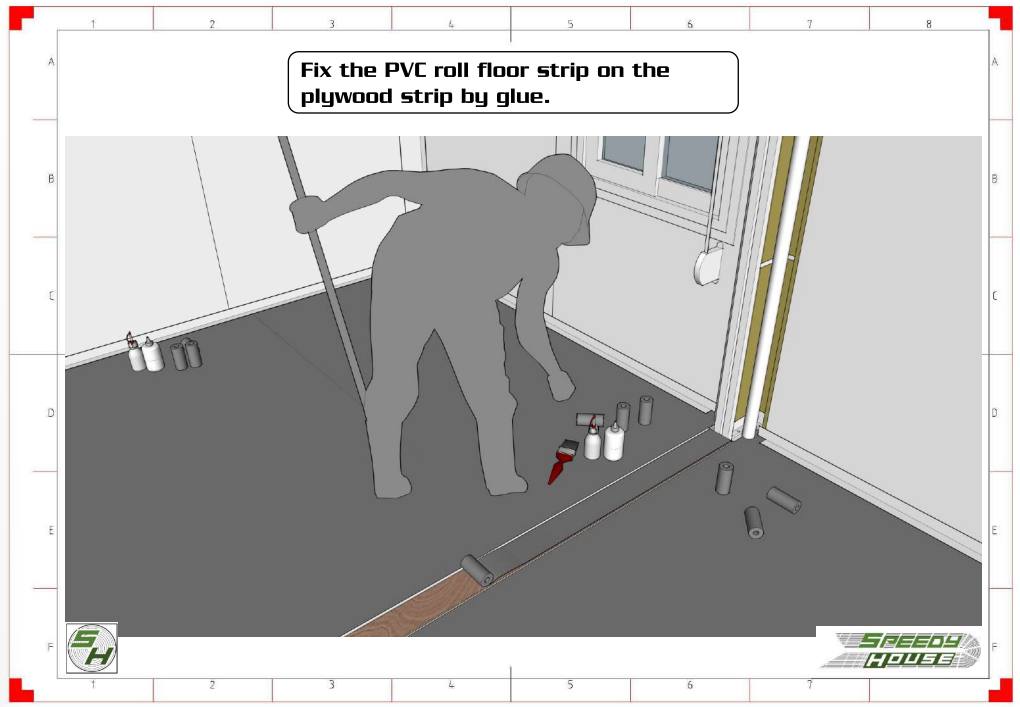 1 2 3 4 5 6 7 8
Fix the PVC roll floor strip on the
plywood strip by glue.
A A
B B
C C
D D
E E
F F
SH
SPEEDY
HOUSE
1 2 3 4 5 6 7